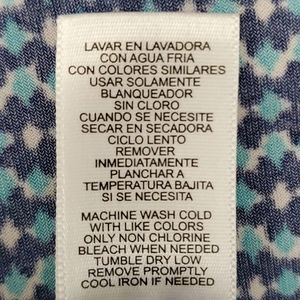 LAVAR EN LAVADORA
CON AGUA FRIA
CON COLORES SIMILARES
USAR SOLAMENTE
BLANQUEADOR
SIN CLORO
CUANDO SE NECESITE
SECAR EN SECADORA
CICLO LENTO
REMOVER
INMEDIATAMENTE
PLANCHAR A
TEMPERATURA BAJITA
SI SE NECESITA
MACHINE WASH COLD
WITH LIKE COLORS
ONLY NON CHLORINE
BLEACH WHEN NEEDED
TUMBLE DRY LOW
REMOVE PROMPTLY
COOL IRON IF NEEDED